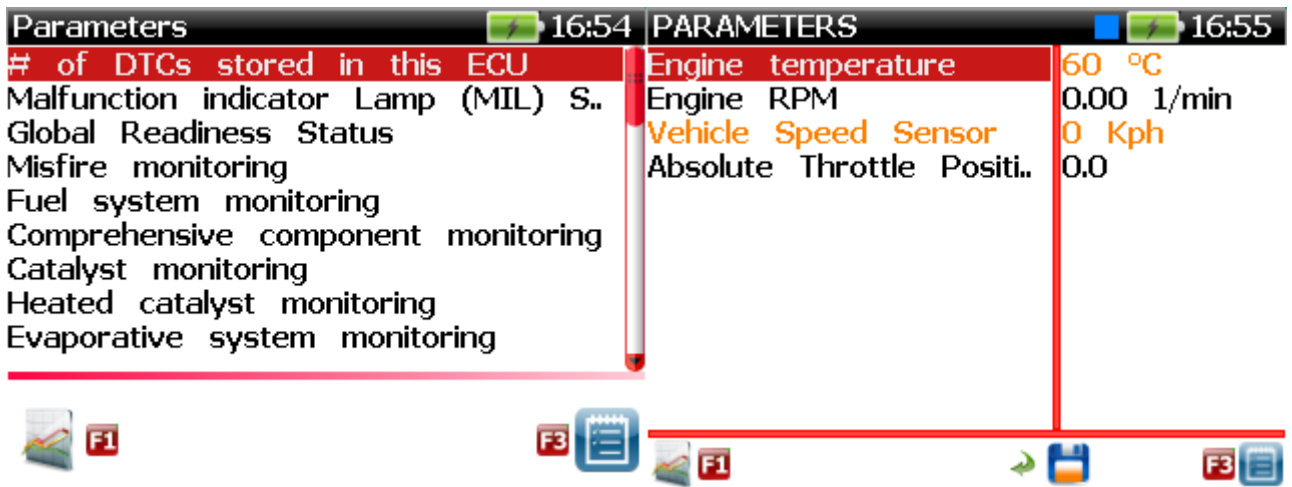 Parameters 16:54
# of DTCs stored in this ECU
Malfunction indicator Lamp (MIL) S..
Global Readiness Status
Misfire monitoring
Fuel system monitoring
Comprehensive component monitoring
Catalyst monitoring
Heated catalyst monitoring
Evaporative system monitoring
F1 F3
PARAMETERS 16:55
Engine temperature 60 ºC
Engine RPM 0.00 1/min
Vehicle Speed Sensor 0 Kph
Absolute Throttle Positi.. 0.0
F1 F3